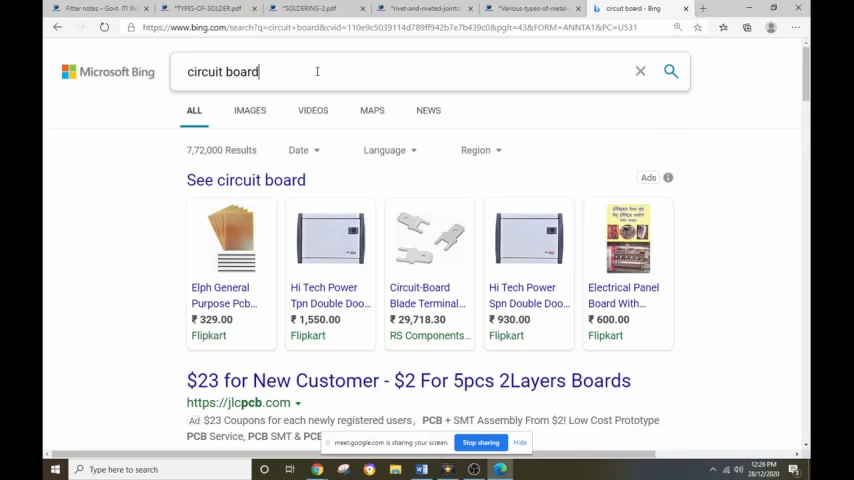 Fitter notes – Govt. ITI IN
*TYPES-OF-SOLDER.pdf
*SOLDERING-2.pdf
*rivet-and-riveted-joints-
*Various-types-of-metal-
circuit board - Bing
https://www.bing.com/search?q=circuit+board&cvid=110e9c5039114d789ff942b7e7b439c0&pglt=43&FORM=ANNTA1&PC=U531
Microsoft Bing
circuit board
ALL
IMAGES
VIDEOS
MAPS
NEWS
7,72,000 Results
Date
Language
Region
See circuit board
Ads
Elph General
Purpose Pcb...
₹ 329.00
Flipkart
Hi Tech Power
Tpn Double Doo...
₹ 1,550.00
Flipkart
Circuit-Board
Blade Terminal...
₹ 29,718.30
RS Components...
Hi Tech Power
Spn Double Doo...
₹ 930.00
Flipkart
Electrical Panel
Board With...
₹ 600.00
Flipkart
$23 for New Customer - $2 For 5pcs 2Layers Boards
https://jlcpcb.com
Ad $23 Coupons for each newly registered users, PCB + SMT Assembly From $2! Low Cost Prototype
PCB Service, PCB SMT & PC
meet.google.com is sharing your screen.
Stop sharing
Hide
Type here to search
12:26 PM
28/12/2020